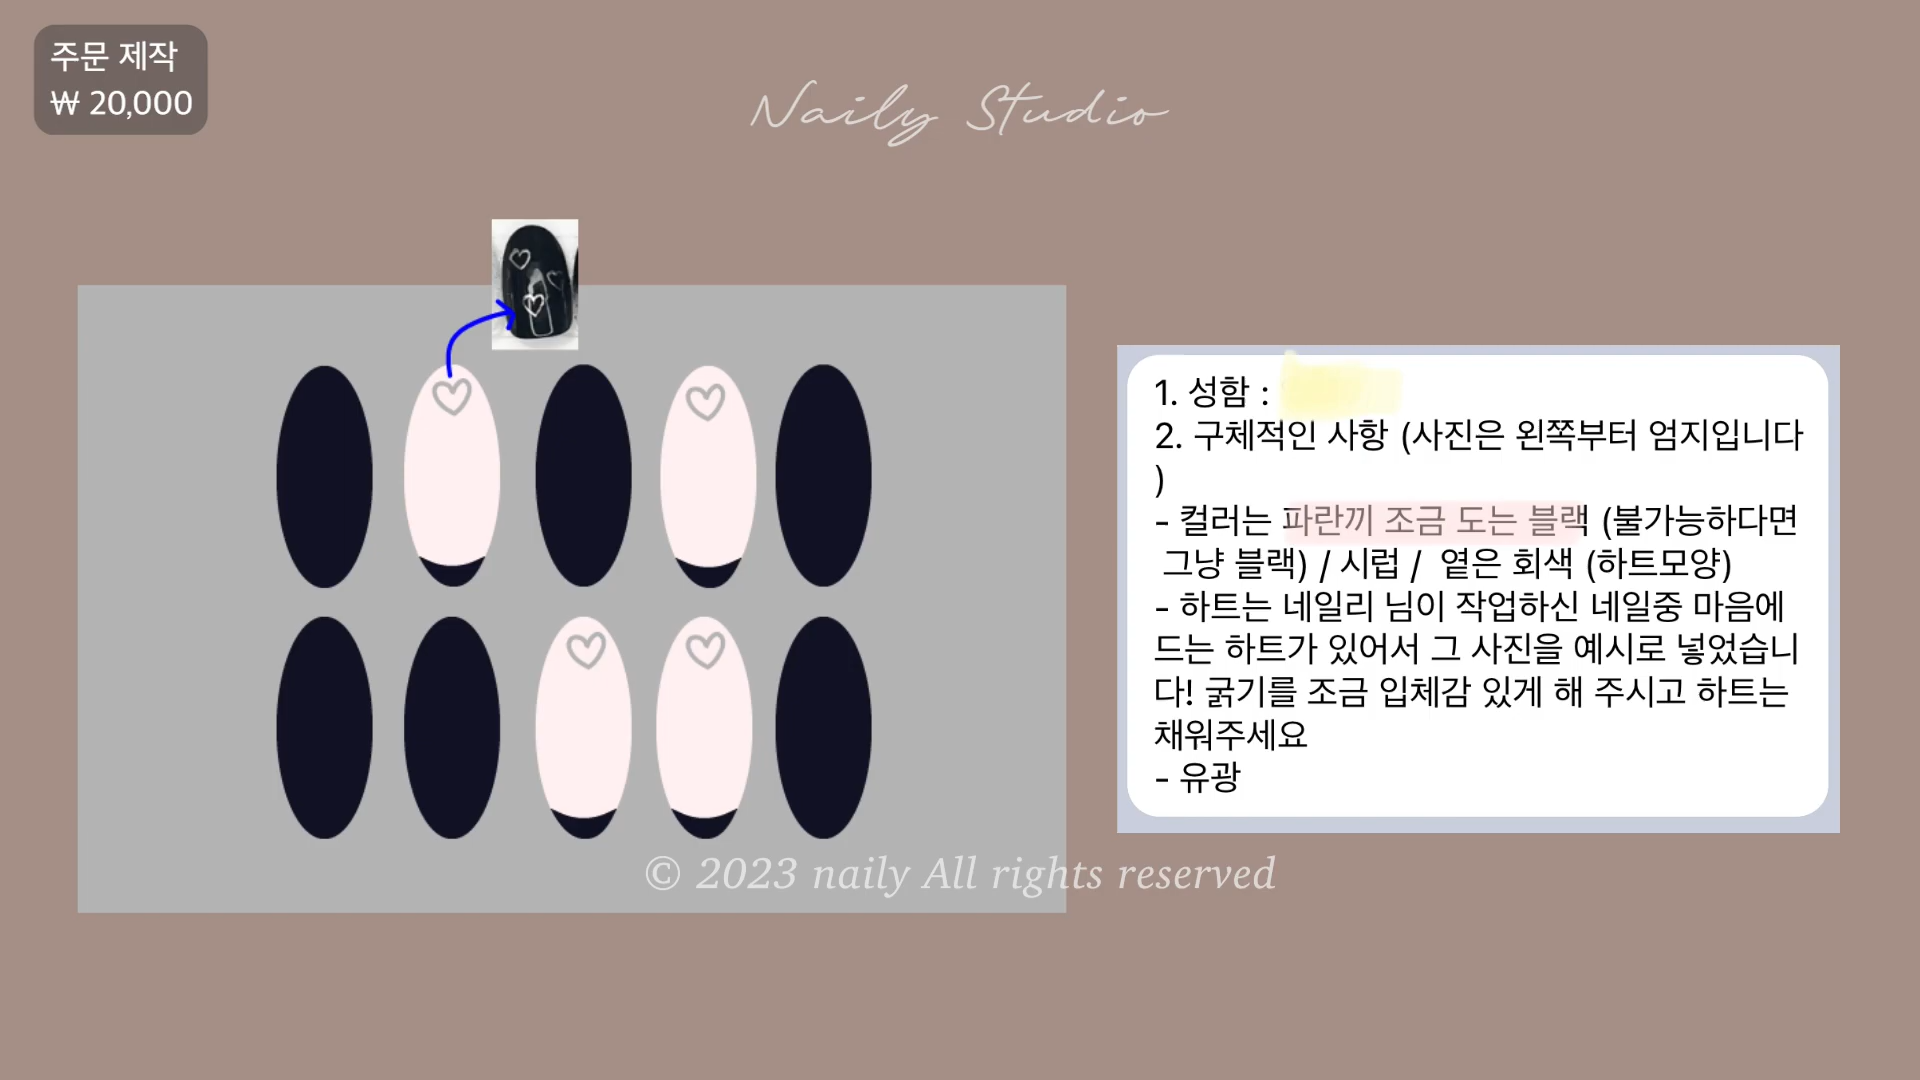 주문 제작
₩ 20,000
Naily Studio
1. 성함 :
2. 구체적인 사항 (사진은 왼쪽부터 엄지입니다
)
- 컬러는 파란끼 조금 도는 블랙 (불가능하다면
그냥 블랙) / 시럽 / 옅은 회색 (하트모양)
- 하트는 네일리 님이 작업하신 네일중 마음에
드는 하트가 있어서 그 사진을 예시로 넣었습니
다! 굵기를 조금 입체감 있게 해 주시고 하트는
채워주세요
- 유광
© 2023 naily All rights reserved